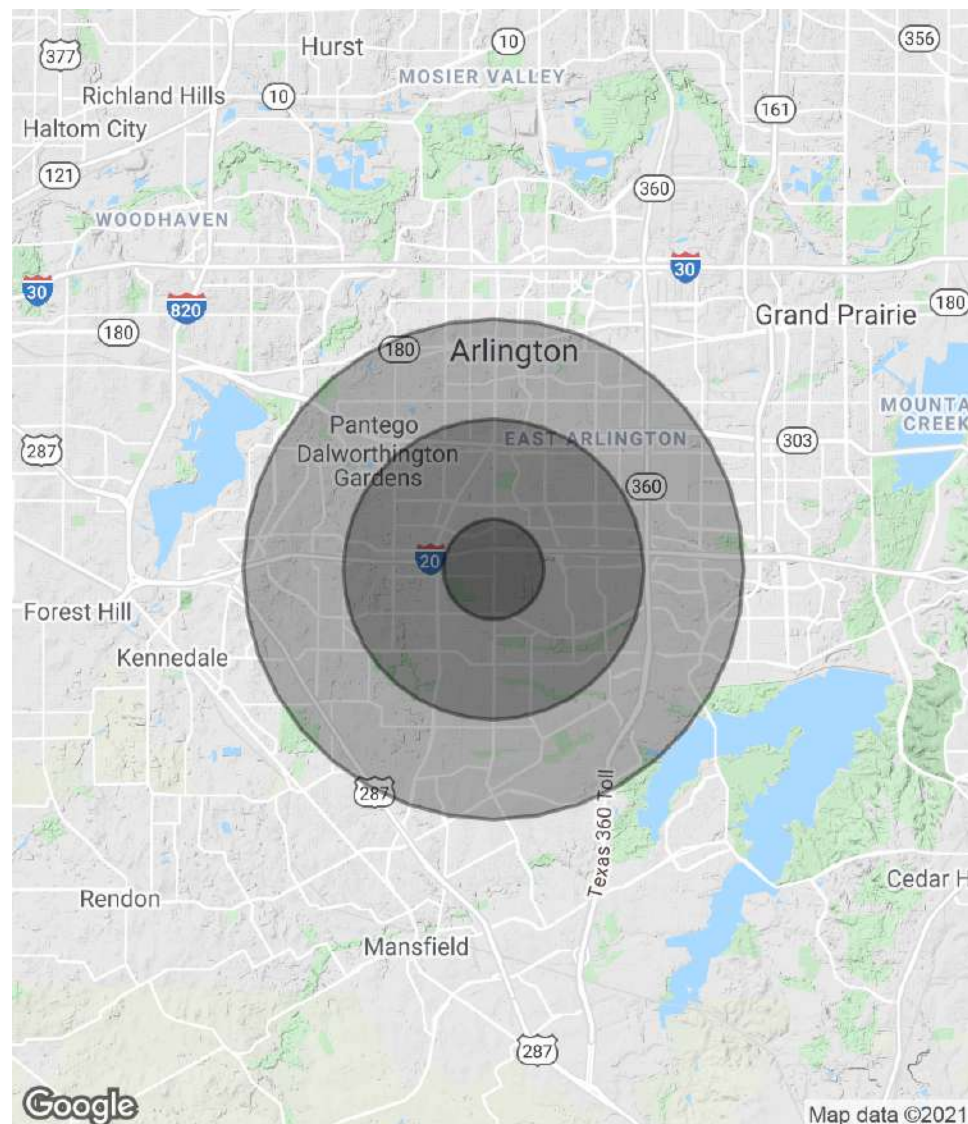 Hurst
10
356
377
MOSIER VALLEY
Richland Hills
10
161
Haltom City
121
360
WOODHAVEN
30
30
820
180
180
Grand Prairie
180
Arlington
MOUNTA
CREEK
Pantego
EAST ARLINGTON
303
287
Dalworthington
Gardens
360
20
Forest Hill
Kennedale
287
Texas 360 Toll
Cedar H
Rendon
Mansfield
287
Google
Map data ©2021